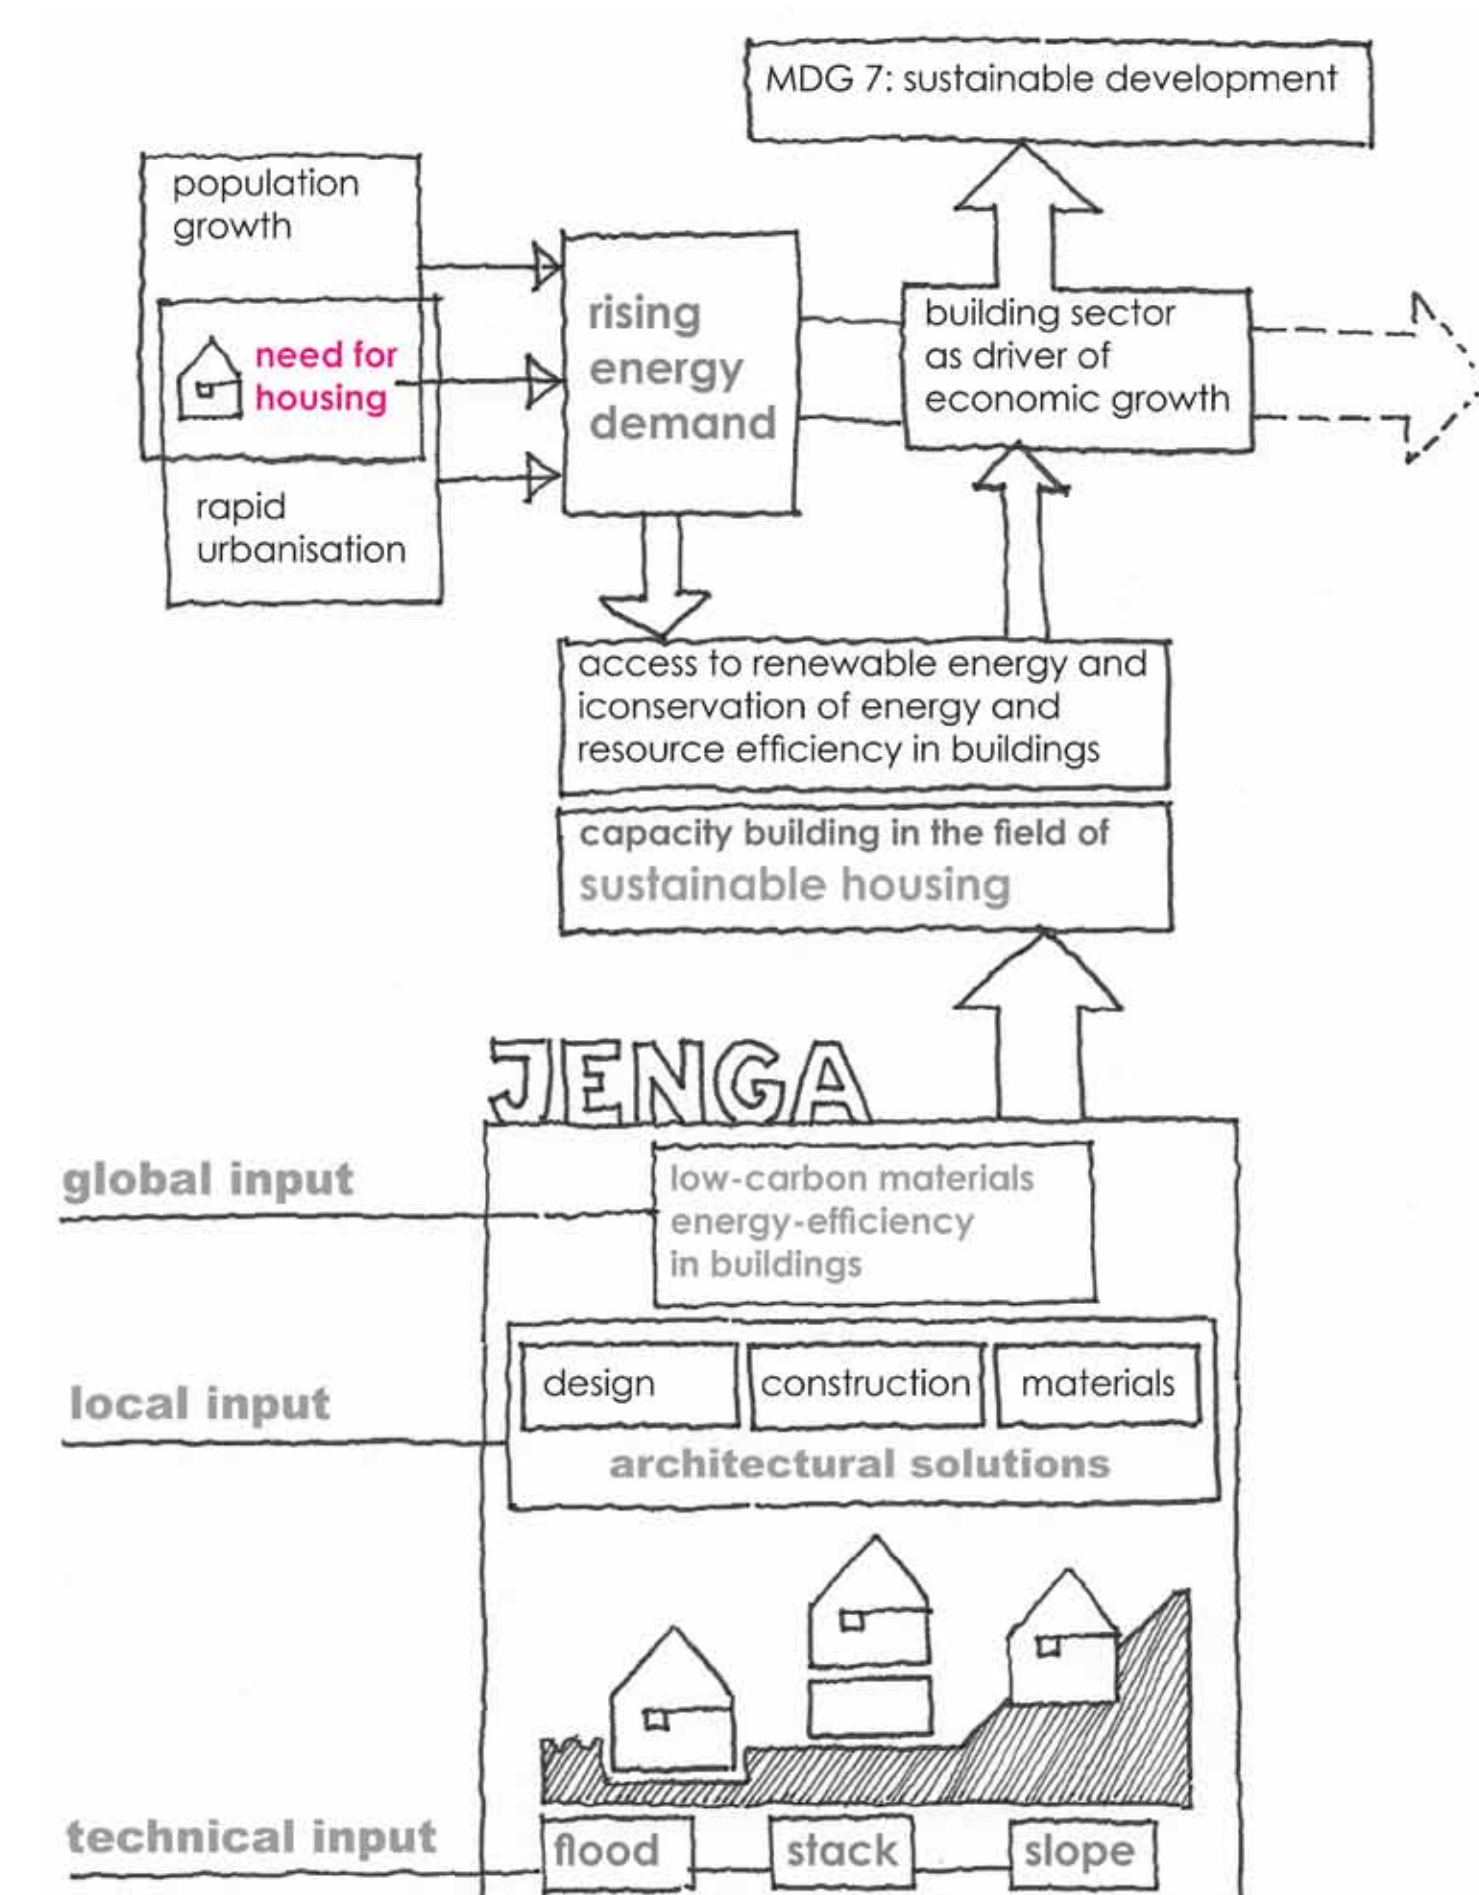 MDG 7: sustainable development
population
growth
need for
housing
rapid
urbanisation
rising
energy
demand
building sector
as driver of
economic growth
access to renewable energy and
iconservation of energy and
resource efficiency in buildings
capacity building in the field of
sustainable housing
JENGA
global input
low-carbon materials
energy-efficiency
in buildings
local input
design
construction
materials
architectural solutions
technical input
flood
stack
slope